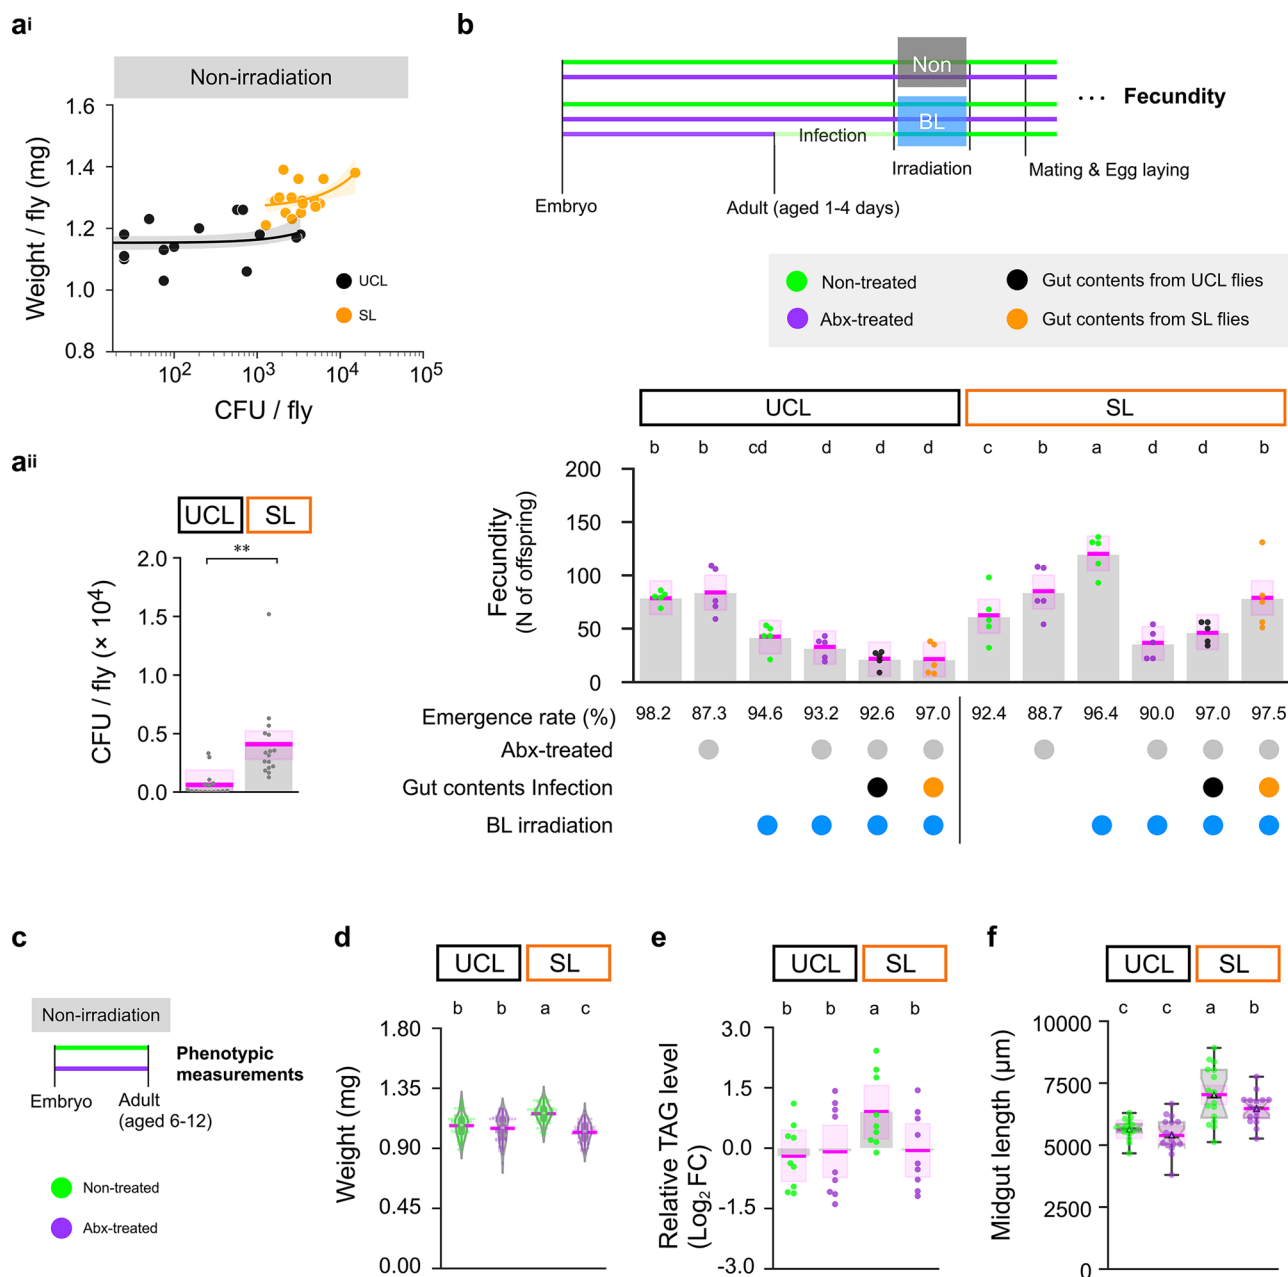 aⁱ
Non-irradiation
Weight / fly (mg)
1.6
1.4
1.2
1.0
0.8
UCL
SL
10² 10³ 10⁴ 10⁵
CFU / fly
b
Non
BL
Infection
··· Fecundity
Irradiation
Mating & Egg laying
Embryo
Adult (aged 1-4 days)
Non-treated
Gut contents from UCL flies
Abx-treated
Gut contents from SL flies
UCL SL
b b cd d d d c b a d d b
Fecundity
(N of offspring)
200
150
100
50
0
Emergence rate (%) 98.2 87.3 94.6 93.2 92.6 97.0 92.4 88.7 96.4 90.0 97.0 97.5
Abx-treated
Gut contents Infection
BL irradiation
aⁱⁱ
UCL SL
**
CFU / fly (× 10⁴)
2.0
1.5
1.0
0.5
0.0
c
Non-irradiation
Phenotypic
measurements
Embryo
Adult
(aged 6-12)
Non-treated
Abx-treated
d
UCL SL
b b a c
Weight (mg)
1.80
1.35
0.90
0.45
0.00
e
UCL SL
b b a b
Relative TAG level
(Log₂ FC)
3.0
1.5
0.0
-1.5
-3.0
f
UCL SL
c c a b
Midgut length (μm)
10000
7500
5000
2500
0